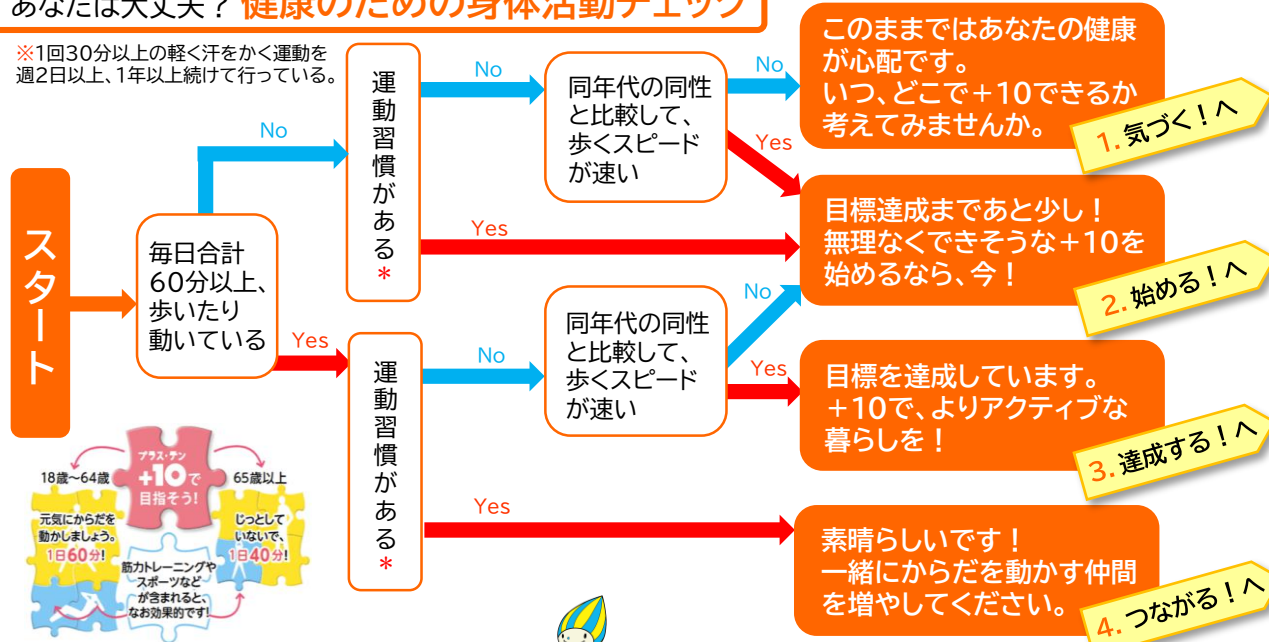 あなたは大丈夫？健康のための身体活動チェック
※1回30分以上の軽く汗をかく運動を
週2日以上、1年以上続けて行っている。
スタート
毎日合計
60分以上、
歩いたり
動いている
No
Yes
運動習慣がある*
No
Yes
同年代の同性
と比較して、
歩くスピード
が速い
No
Yes
運動習慣がある*
No
Yes
同年代の同性
と比較して、
歩くスピード
が速い
No
Yes
このままではあなたの健康
が心配です。
いつ、どこで＋10できるか
考えてみませんか。
1.気づく！へ
目標達成まであと少し！
無理なくできそうな＋10を
始めるなら、今！
2.始める！へ
目標を達成しています。
＋10で、よりアクティブな
暮らしを！
3.達成する！へ
素晴らしいです！
一緒にからだを動かす仲間
を増やしてください。
4.つながる！へ
プラス・テン
+10で
目指そう!
18歳～64歳
元気にからだを
動かしましょう。
1日60分!
65歳以上
じっとして
いないで、
1日40分!
筋力トレーニングや
スポーツなど
が含まれると、
なお効果的です!